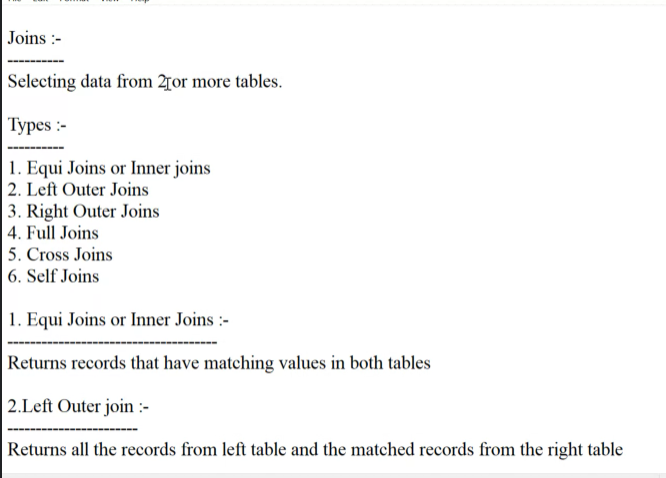 Joins :-
----------
Selecting data from 2 or more tables.
Types :-
----------
1. Equi Joins or Inner joins
2. Left Outer Joins
3. Right Outer Joins
4. Full Joins
5. Cross Joins
6. Self Joins
1. Equi Joins or Inner Joins :-
--------------------------------------
Returns records that have matching values in both tables
2.Left Outer join :-
------------------------
Returns all the records from left table and the matched records from the right table